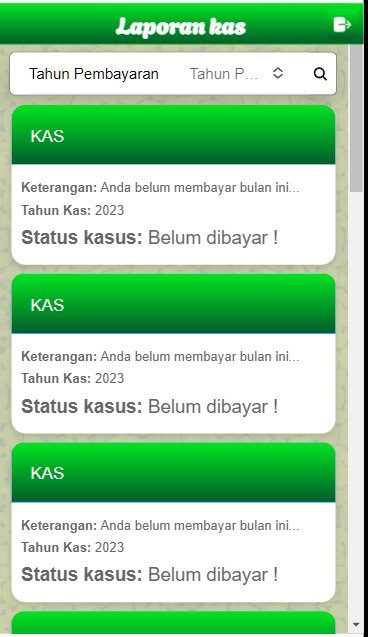 Laporan kas
Tahun Pembayaran Tahun P...
KAS
Keterangan: Anda belum membayar bulan ini...
Tahun Kas: 2023
Status kasus: Belum dibayar !
KAS
Keterangan: Anda belum membayar bulan ini...
Tahun Kas: 2023
Status kasus: Belum dibayar !
KAS
Keterangan: Anda belum membayar bulan ini...
Tahun Kas: 2023
Status kasus: Belum dibayar !